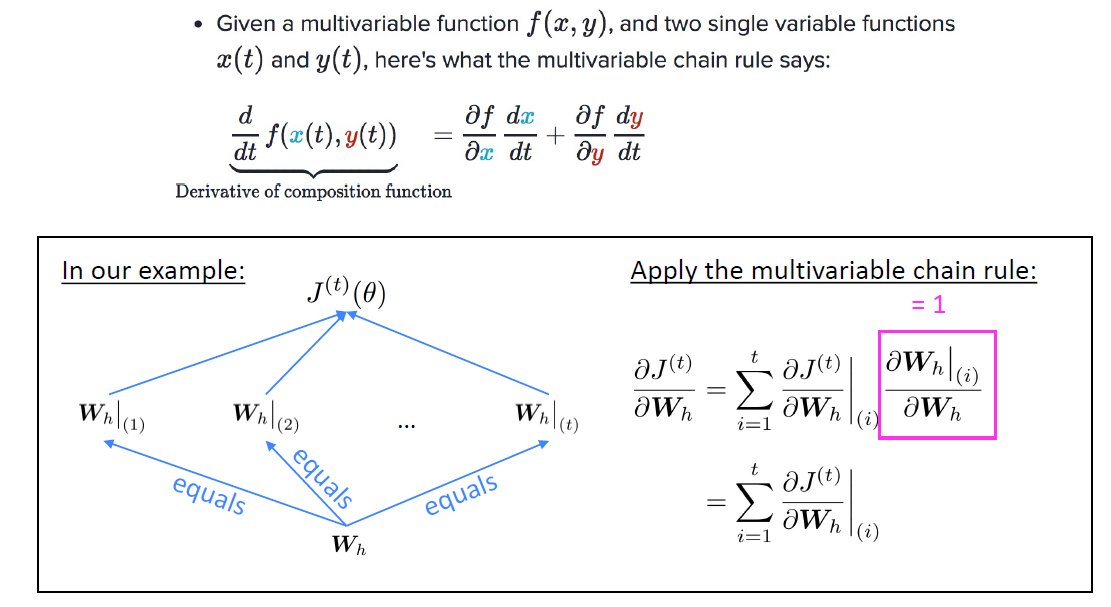 • Given a multivariable function f(x, y), and two single variable functions
x(t) and y(t), here's what the multivariable chain rule says:
d/dt f(x(t), y(t)) = ∂f/∂x dx/dt + ∂f/∂y dy/dt
Derivative of composition function
In our example:
J^(t)(θ)
W_h|_(1) W_h|_(2) ... W_h|_(t)
equals equals equals
W_h
Apply the multivariable chain rule:
= 1
∂J^(t)/∂W_h = ∑_{i=1}^{t} ∂J^(t)/∂W_h|_(i) ∂W_h|_(i)/∂W_h
= ∑_{i=1}^{t} ∂J^(t)/∂W_h|_(i)